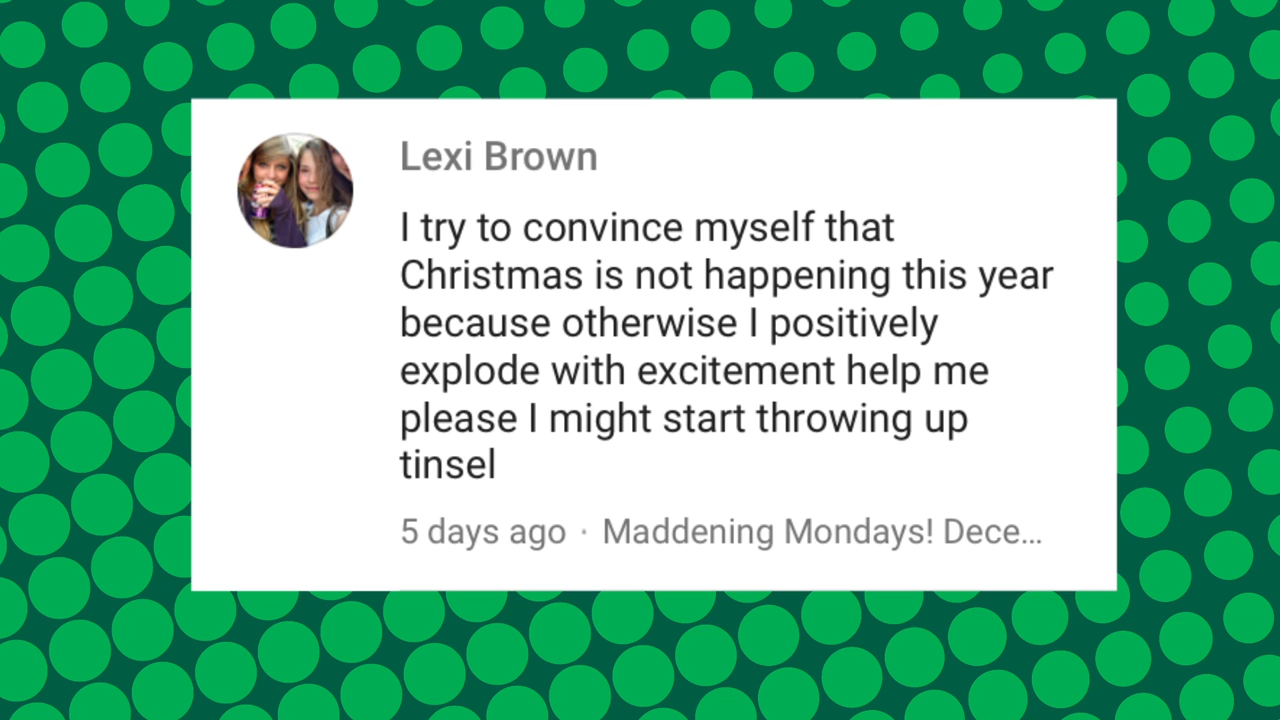 Lexi Brown
I try to convince myself that
Christmas is not happening this year
because otherwise I positively
explode with excitement help me
please I might start throwing up
tinsel
5 days ago · Maddening Mondays! Dece...